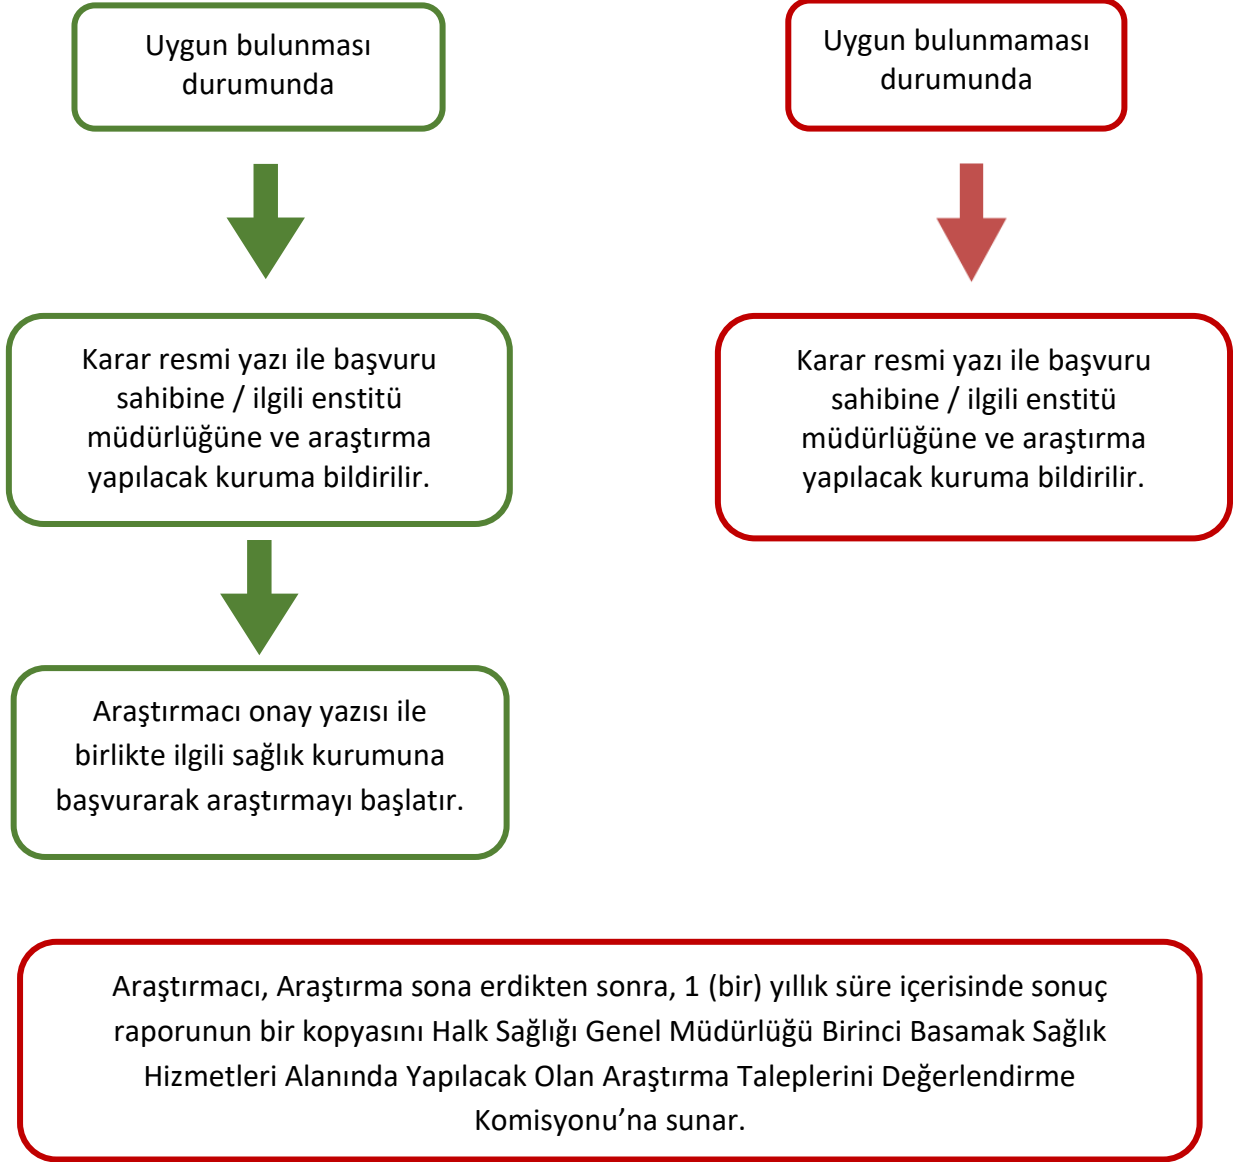 Uygun bulunması
durumunda
Uygun bulunmaması
durumunda
Karar resmi yazı ile başvuru
sahibine / ilgili enstitü
müdürlüğüne ve araştırma
yapılacak kuruma bildirilir.
Karar resmi yazı ile başvuru
sahibine / ilgili enstitü
müdürlüğüne ve araştırma
yapılacak kuruma bildirilir.
Araştırmacı onay yazısı ile
birlikte ilgili sağlık kurumuna
başvurarak araştırmayı başlatır.
Araştırmacı, Araştırma sona erdikten sonra, 1 (bir) yıllık süre içerisinde sonuç
raporunun bir kopyasını Halk Sağlığı Genel Müdürlüğü Birinci Basamak Sağlık
Hizmetleri Alanında Yapılacak Olan Araştırma Taleplerini Değerlendirme
Komisyonu’na sunar.